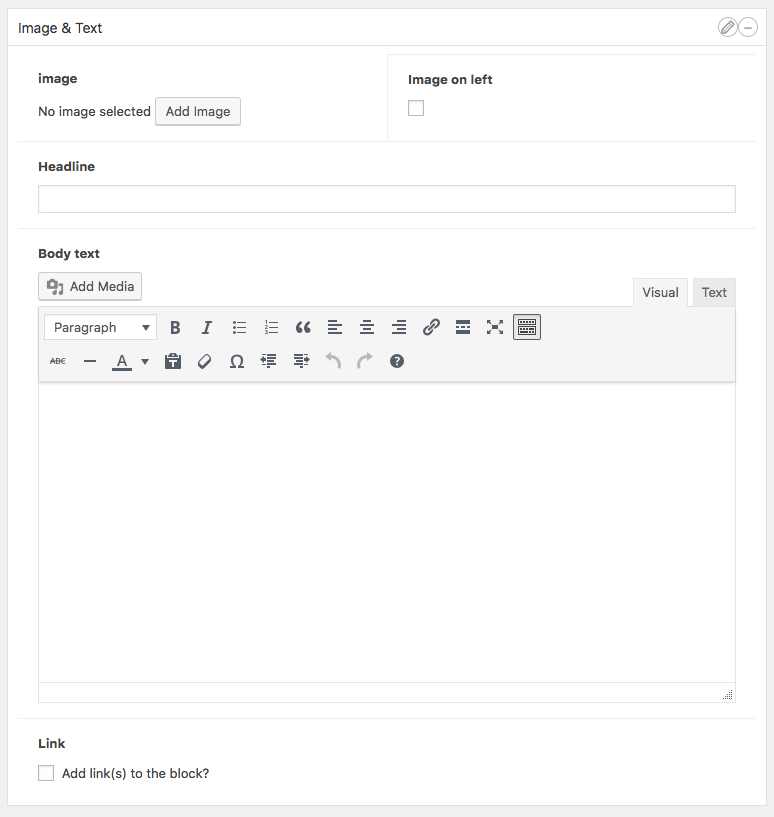 Image & Text
image
Image on left
No image selected Add Image
Headline
Body text
Add Media
Visual Text
Paragraph B I
ABC A Ω
Link
Add link(s) to the block?